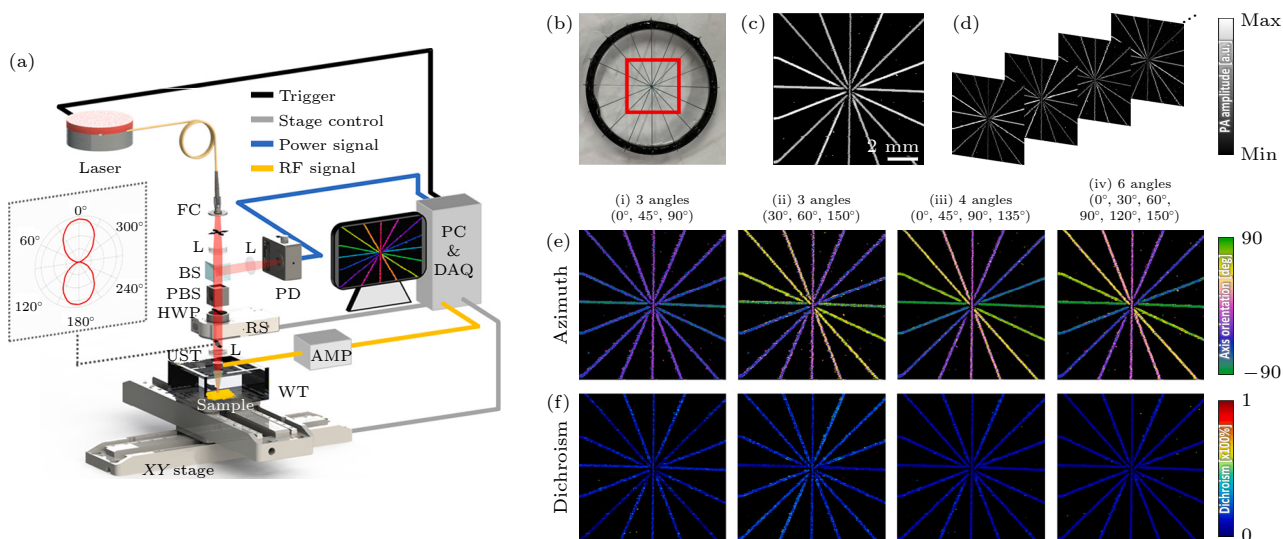 (a)
Trigger
Stage control
Power signal
RF signal
Laser
FC
L
L
BS
PD
PBS
HWP
RS
UST
L
AMP
WT
Sample
XY stage
PC
&
DAQ
0°
60°
300°
120°
240°
180°
(b)
(c)
2 mm
(d)
Max
PA amplitude [a.u.]
Min
(i) 3 angles
(0°, 45°, 90°)
(ii) 3 angles
(30°, 60°, 150°)
(iii) 4 angles
(0°, 45°, 90°, 135°)
(iv) 6 angles
(0°, 30°, 60°,
90°, 120°, 150°)
(e)
Azimuth
90
Axis orientation [deg]
−90
(f)
Dichroism
1
Dichroism [x100%]
0